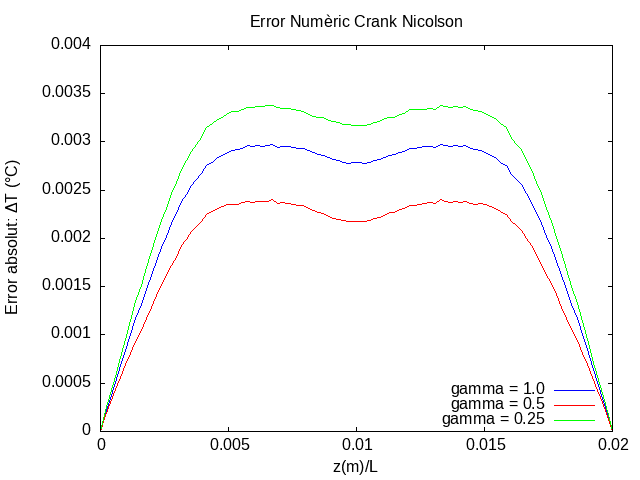 Error Numèric Crank Nicolson
0.004
0.0035
0.003
0.0025
0.002
0.0015
0.001
0.0005
0
Error absolut: ΔT (°C)
gamma = 1.0
gamma = 0.5
gamma = 0.25
0 0.005 0.01 0.015 0.02
z(m)/L